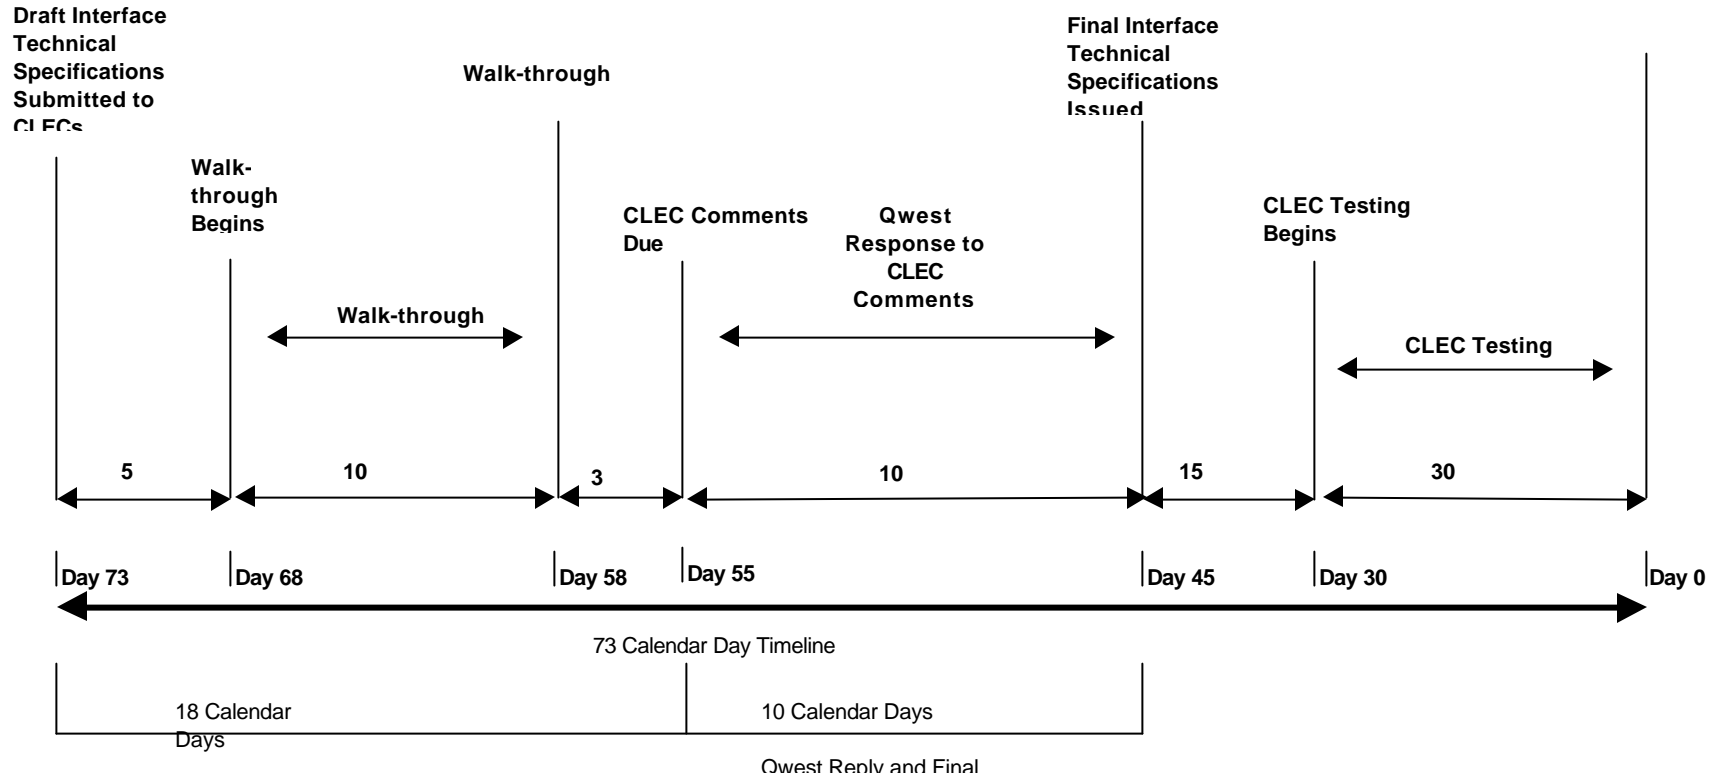 Draft Interface
Technical
Specifications
Submitted to
CLECs
Walk-through
Final Interface
Technical
Specifications
Issued
Walk-
through
Begins
CLEC Comments
Due
Qwest
Response to
CLEC
Comments
CLEC Testing
Begins
Walk-through
CLEC Testing
5
10
3
10
15
30
Day 73
Day 68
Day 58
Day 55
Day 45
Day 30
Day 0
73 Calendar Day Timeline
18 Calendar
Days
10 Calendar Days
Qwest Reply and Final